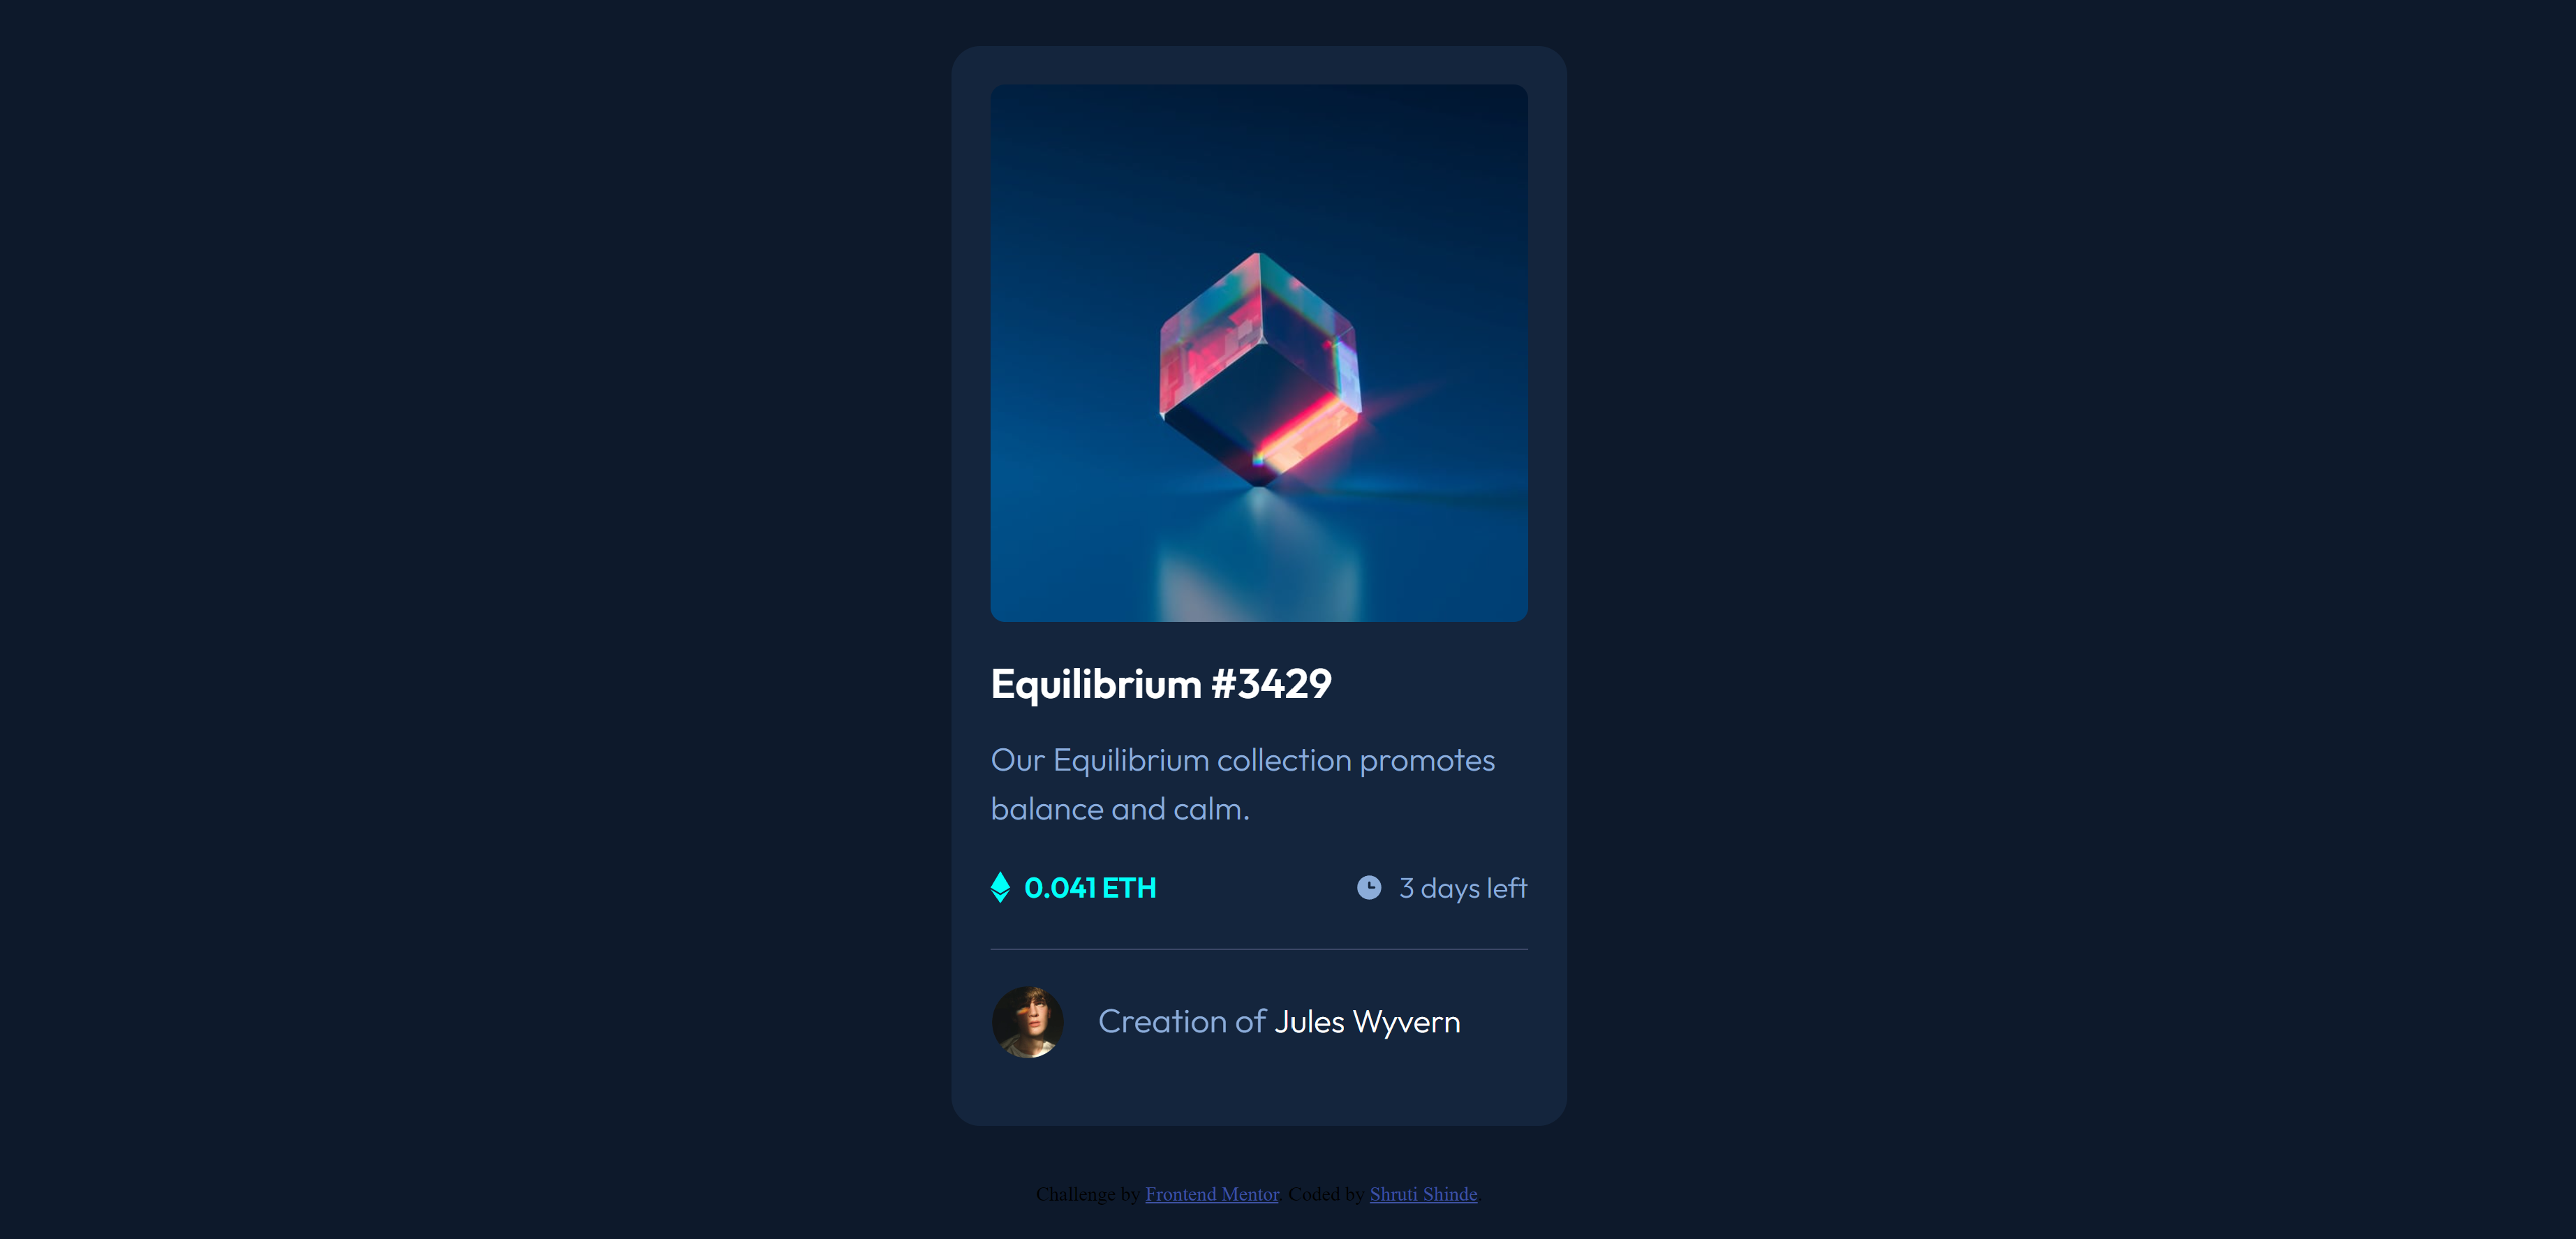 Equilibrium #3429
Our Equilibrium collection promotes
balance and calm.
0.041 ETH
3 days left
Creation of Jules Wyvern
Challenge by Frontend Mentor. Coded by Shruti Shinde.